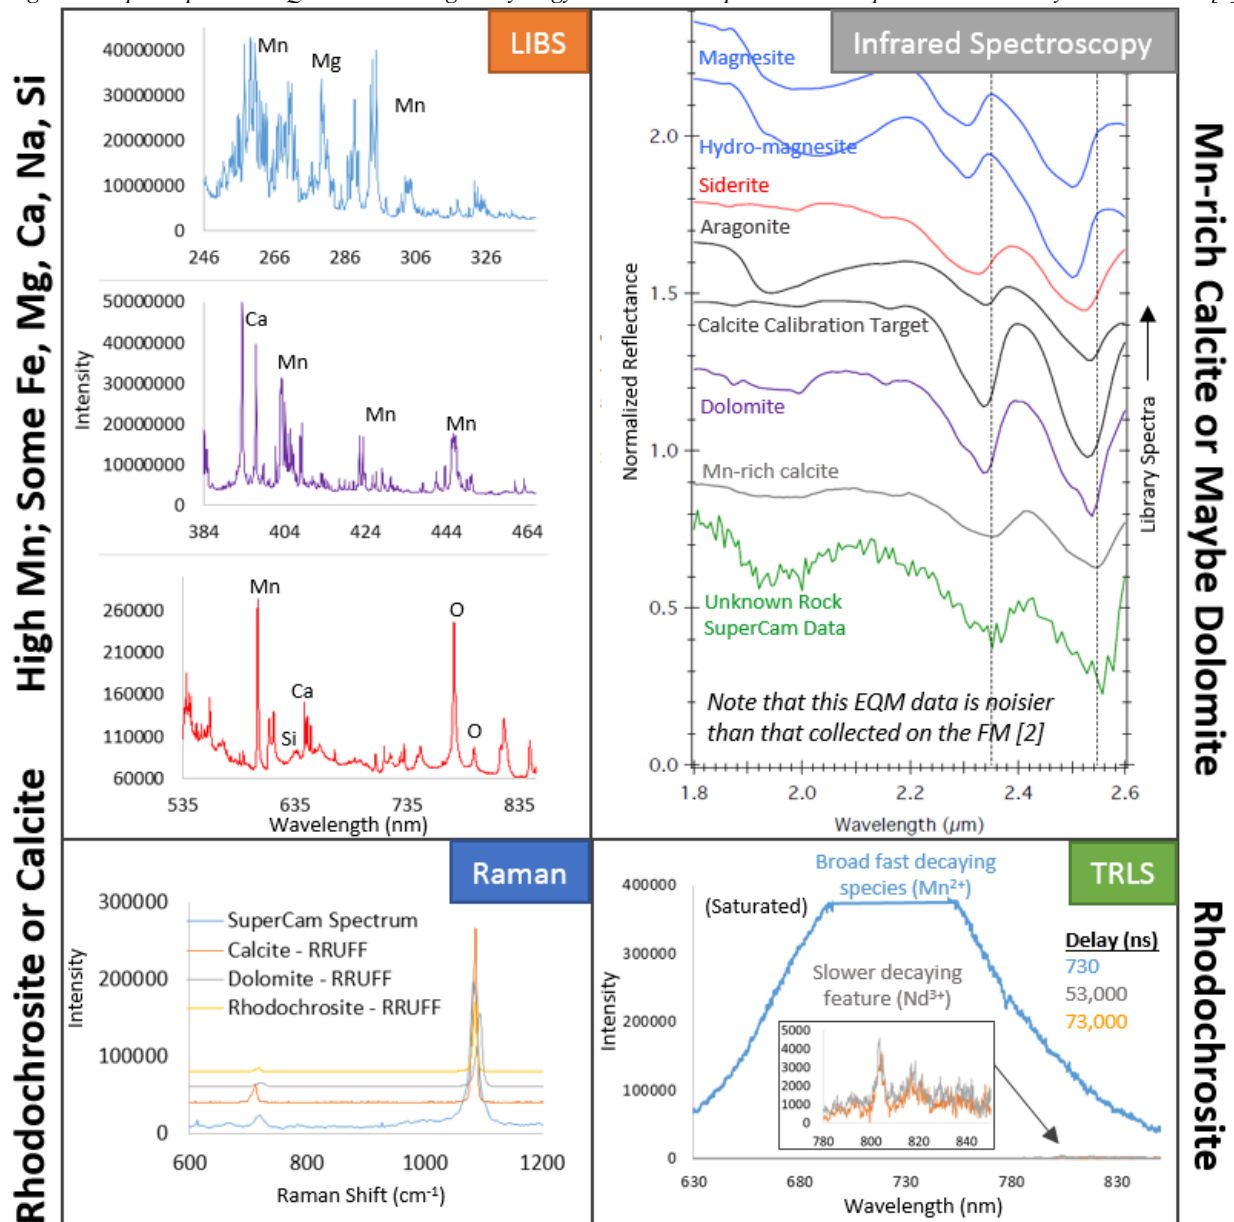 High Mn; Some Fe, Mg, Ca, Na, Si
Rhodochrosite or Calcite
LIBS
Mn
Mg
Mn
40000000
30000000
20000000
10000000
0
246
266
286
306
326
Intensity
Ca
Mn
Mn
Mn
50000000
40000000
30000000
20000000
10000000
0
384
404
424
444
464
Mn
Si
Ca
O
O
260000
210000
160000
110000
60000
535
635
735
835
Wavelength (nm)
Infrared Spectroscopy
Normalized Reflectance
2.0
1.5
1.0
0.5
0.0
Magnesite
Hydro-magnesite
Siderite
Aragonite
Calcite Calibration Target
Dolomite
Mn-rich calcite
Unknown Rock
SuperCam Data
Library Spectra
Note that this EQM data is noisier
than that collected on the FM [2]
1.8
2.0
2.2
2.4
2.6
Wavelength (µm)
Mn-rich Calcite or Maybe Dolomite
Raman
Intensity
300000
200000
100000
0
SuperCam Spectrum
Calcite - RRUFF
Dolomite - RRUFF
Rhodochrosite - RRUFF
600
800
1000
1200
Raman Shift (cm⁻¹)
TRLS
Broad fast decaying
species (Mn²⁺)
(Saturated)
Delay (ns)
730
53,000
73,000
Slower decaying
feature (Nd³⁺)
Intensity
400000
300000
200000
100000
0
5000
4000
3000
2000
1000
0
780
800
820
840
630
680
730
780
830
Wavelength (nm)
Rhodochrosite